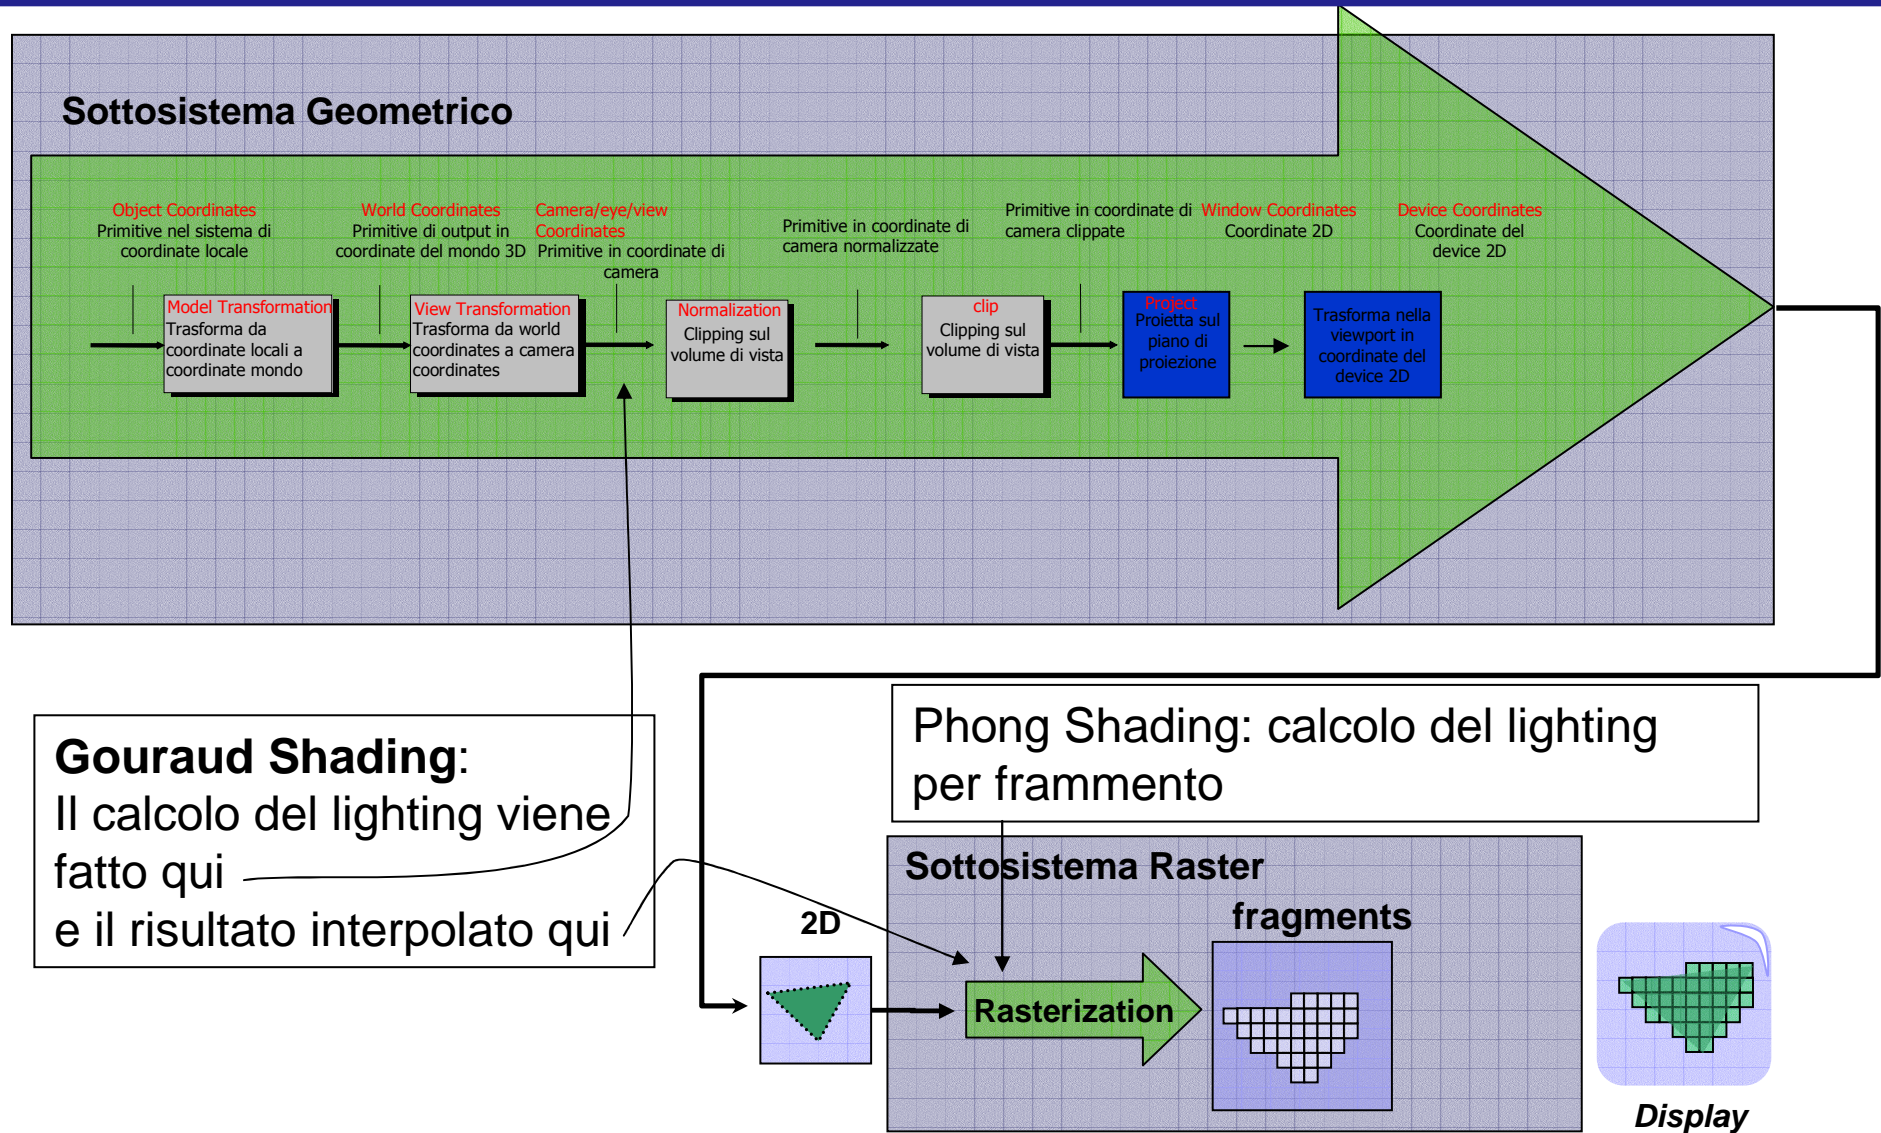 Sottosistema Geometrico
Object Coordinates
Primitive nel sistema di
coordinate locale
World Coordinates
Primitive di output in
coordinate del mondo 3D
Camera/eye/view
Coordinates
Primitive in coordinate di
camera
Primitive in coordinate di
camera normalizzate
Primitive in coordinate di
camera clippate
Window Coordinates
Coordinate 2D
Device Coordinates
Coordinate del
device 2D
Model Transformation
Trasforma da
coordinate locali a
coordinate mondo
View Transformation
Trasforma da world
coordinates a camera
coordinates
Normalization
Clipping sul
volume di vista
clip
Clipping sul
volume di vista
Project
Proietta sul
piano di
proiezione
Trasforma nella
viewport in
coordinate del
device 2D
Gouraud Shading:
Il calcolo del lighting viene
fatto qui
e il risultato interpolato qui
Phong Shading: calcolo del lighting
per frammento
Sottosistema Raster
2D
fragments
Rasterization
Display